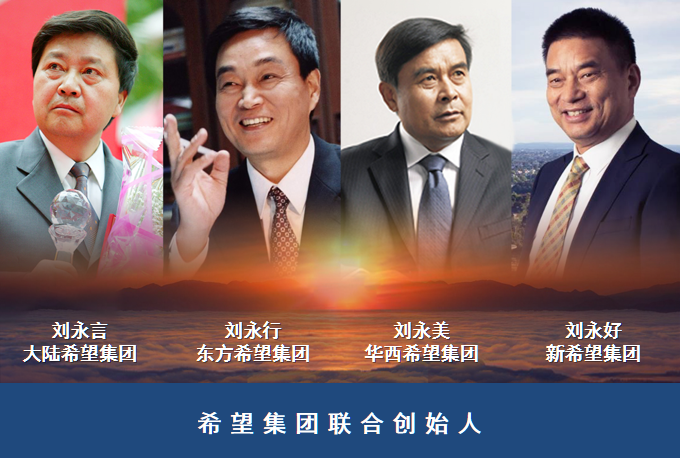 刘永言 刘永行 刘永美 刘永好
大陆希望集团 东方希望集团 华西希望集团 新希望集团
希望集团联合创始人